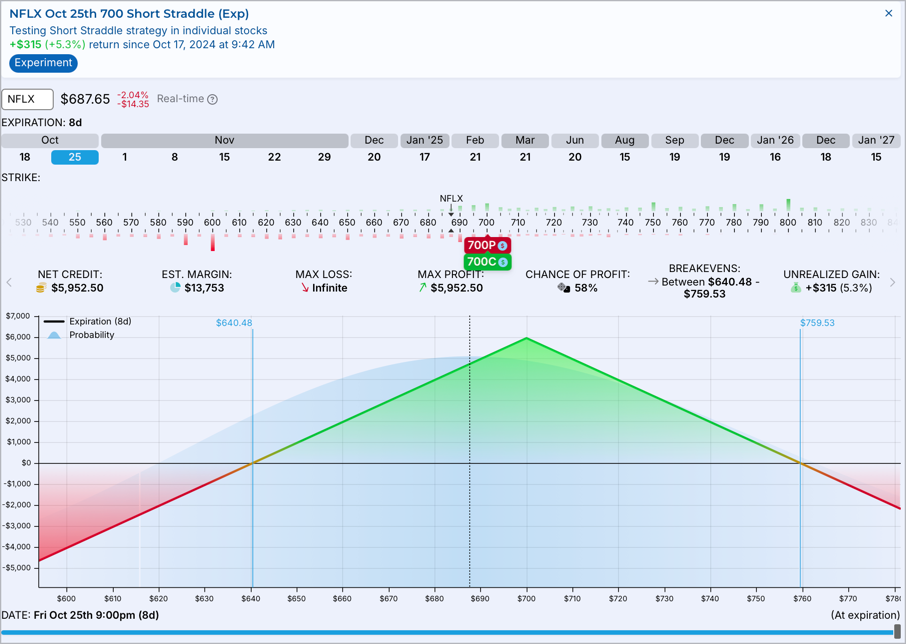 NFLX Oct 25th 700 Short Straddle (Exp)
Testing Short Straddle strategy in individual stocks
+$315 (+5.3%) return since Oct 17, 2024 at 9:42 AM
Experiment
NFLX $687.65 -2.04% -$14.35 Real-time ?
EXPIRATION: 8d
Oct Nov Dec Jan '25 Feb Mar Jun Aug Sep Dec Jan '26 Dec Jan '27
18 25 1 8 15 22 29 20 17 21 21 20 15 19 19 16 18 15
STRIKE:
NFLX
530 540 550 560 570 580 590 600 610 620 630 640 650 660 670 680 690 700 710 720 730 740 750 760 770 780 790 800 810 820 830
700P $
700C $
NET CREDIT: EST. MARGIN: MAX LOSS: MAX PROFIT: CHANCE OF PROFIT: BREAKEVENS: UNREALIZED GAIN:
$5,952.50 $13,753 Infinite $5,952.50 58% Between $640.48 - $759.53 +$315 (5.3%)
$7,000
$6,000
$5,000
$4,000
$3,000
$2,000
$1,000
$0
-$1,000
-$2,000
-$3,000
-$4,000
-$5,000
Expiration (8d)
Probability
$640.48
$759.53
$600 $610 $620 $630 $640 $650 $660 $670 $680 $690 $700 $710 $720 $730 $740 $750 $760 $770
DATE: Fri Oct 25th 9:00pm (8d) (At expiration)